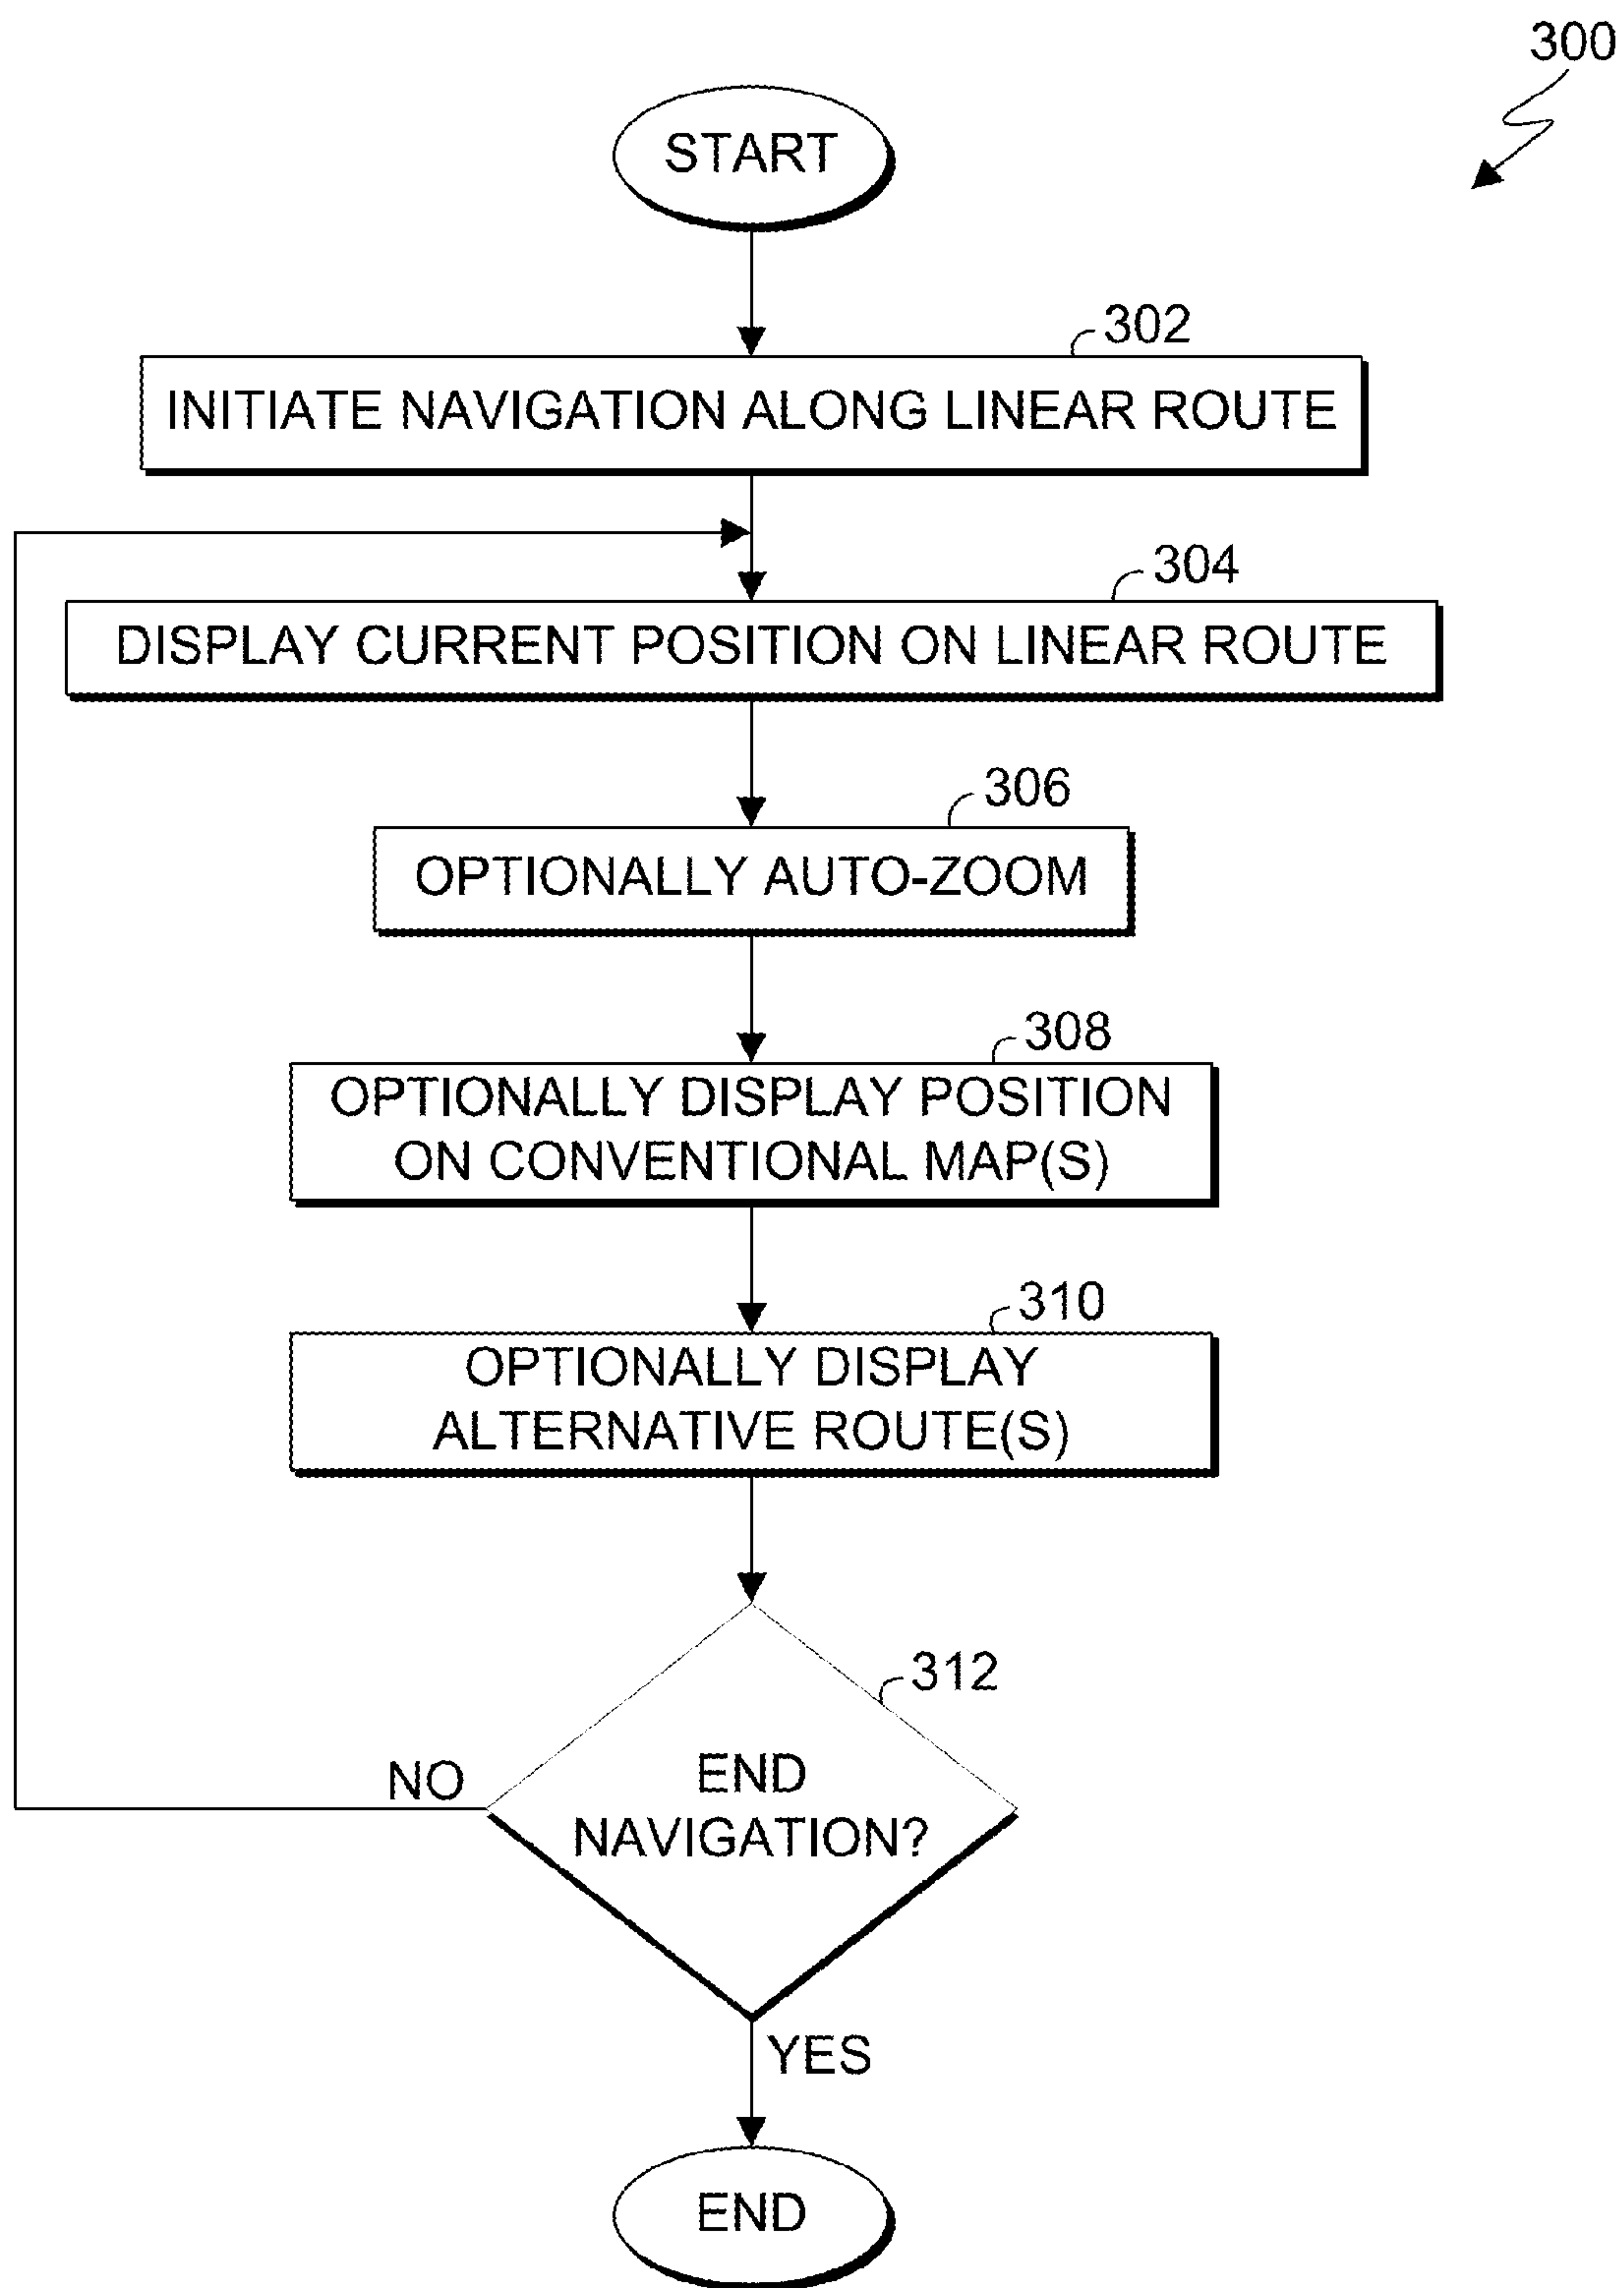 300
START
302
INITIATE NAVIGATION ALONG LINEAR ROUTE
304
DISPLAY CURRENT POSITION ON LINEAR ROUTE
306
OPTIONALLY AUTO-ZOOM
308
OPTIONALLY DISPLAY POSITION
ON CONVENTIONAL MAP(S)
310
OPTIONALLY DISPLAY
ALTERNATIVE ROUTE(S)
312
END
NAVIGATION?
NO
YES
END